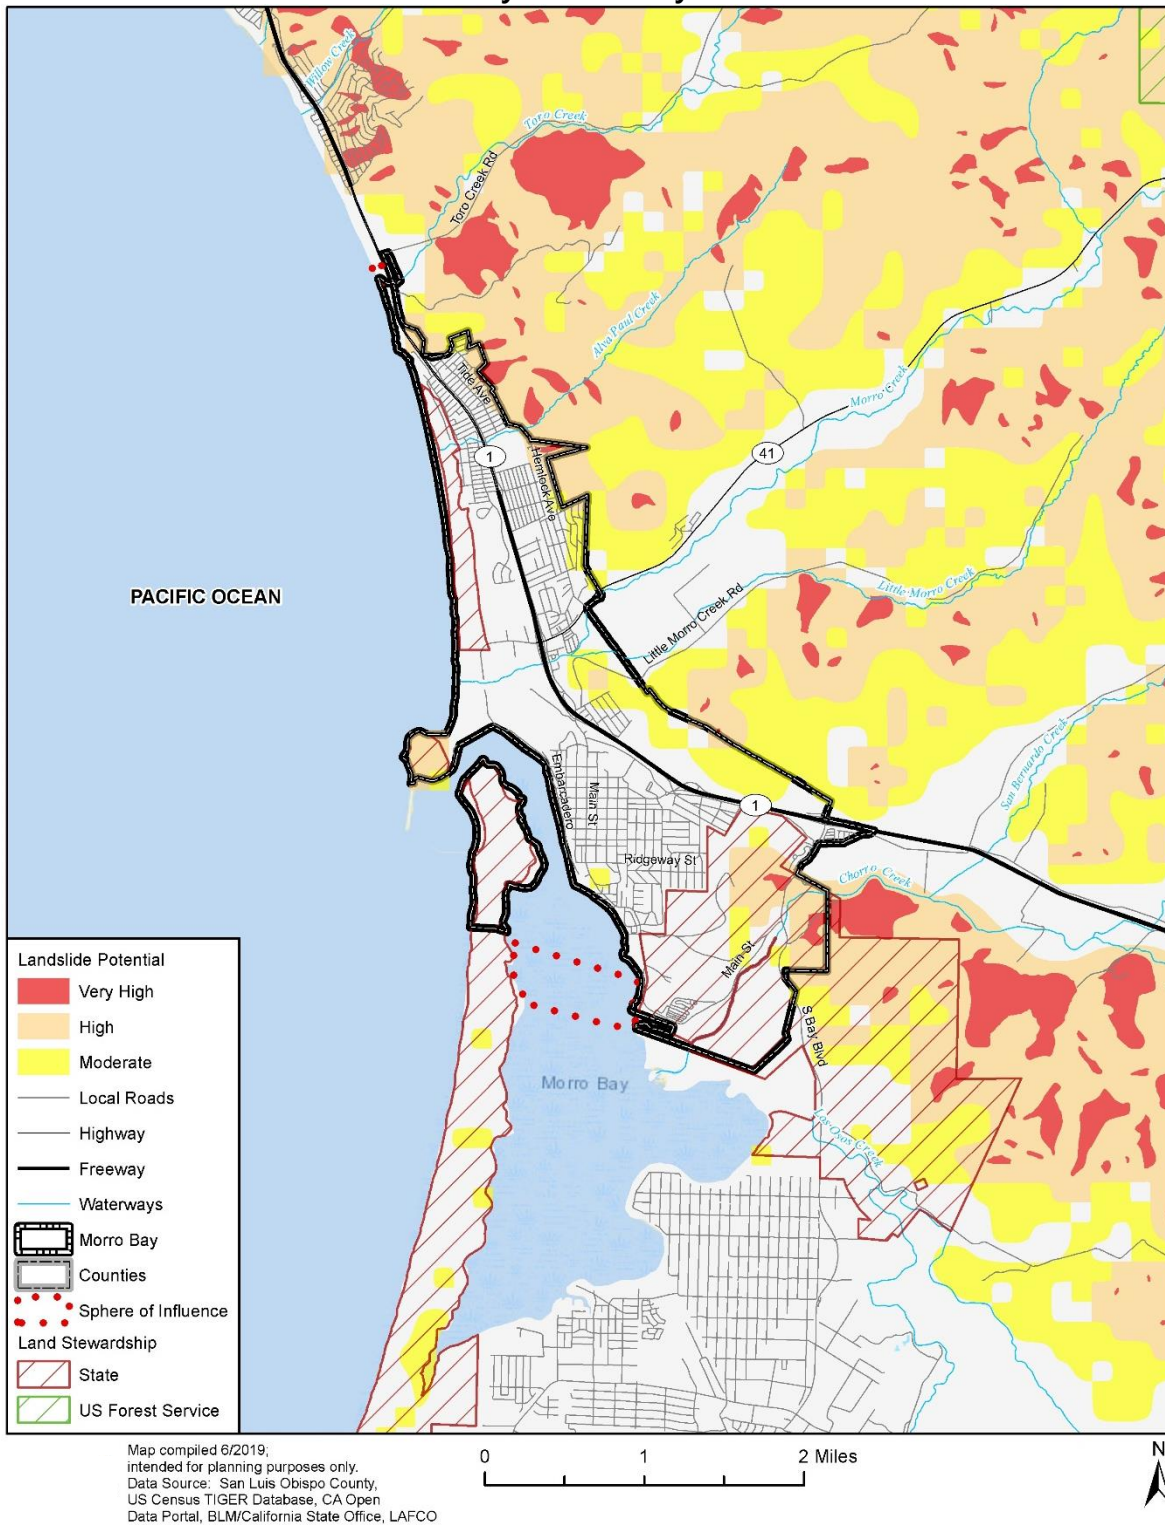 Willow Creek
Toro Creek
Toro Creek Rd
Alva Paul Creek
Tide Ave
Morro Creek
41
1
Hemlock Ave
PACIFIC OCEAN
Little Morro Creek
Little Morro Creek Rd
San Bernardo Creek
Embarcadero
Main St
1
Ridgeway St
Chorro Creek
Main St
S Bay Blvd
Morro Bay
Los Osos Creek
Landslide Potential
Very High
High
Moderate
Local Roads
Highway
Freeway
Waterways
Morro Bay
Counties
Sphere of Influence
Land Stewardship
State
US Forest Service
Map compiled 6/2019;
intended for planning purposes only.
Data Source: San Luis Obispo County,
US Census TIGER Database, CA Open
Data Portal, BLM/California State Office, LAFCO
0 1 2 Miles
N